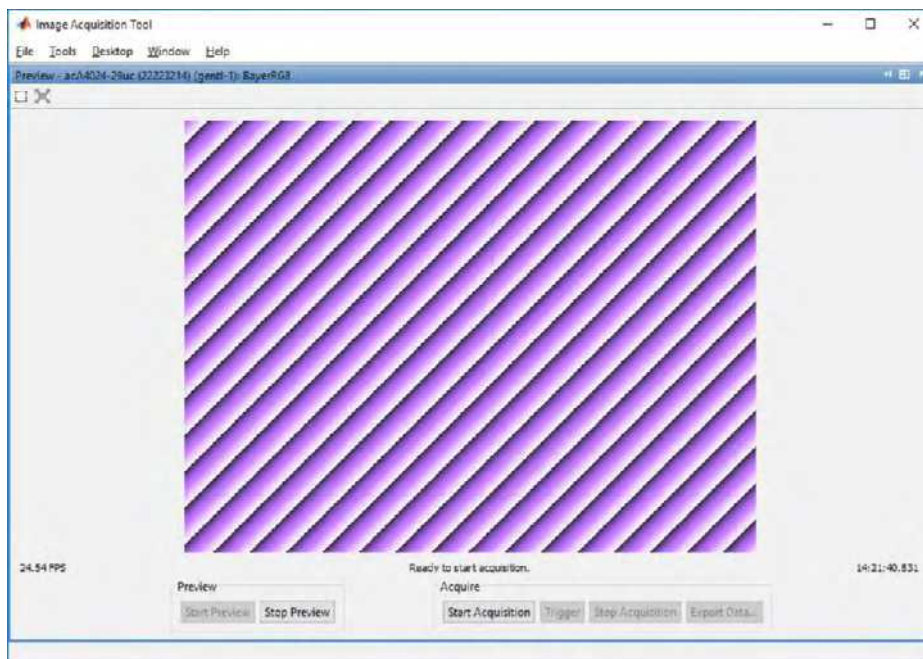 Image Acquisition Tool
File Tools Desktop Window Help
Preview - acA4024-29uc (22223214) (gentl-1): BayerRG8
24.54 FPS
Ready to start acquisition.
14:21:40.831
Preview
Acquire
Start Preview Stop Preview
Start Acquisition Trigger Stop Acquisition Export Data...